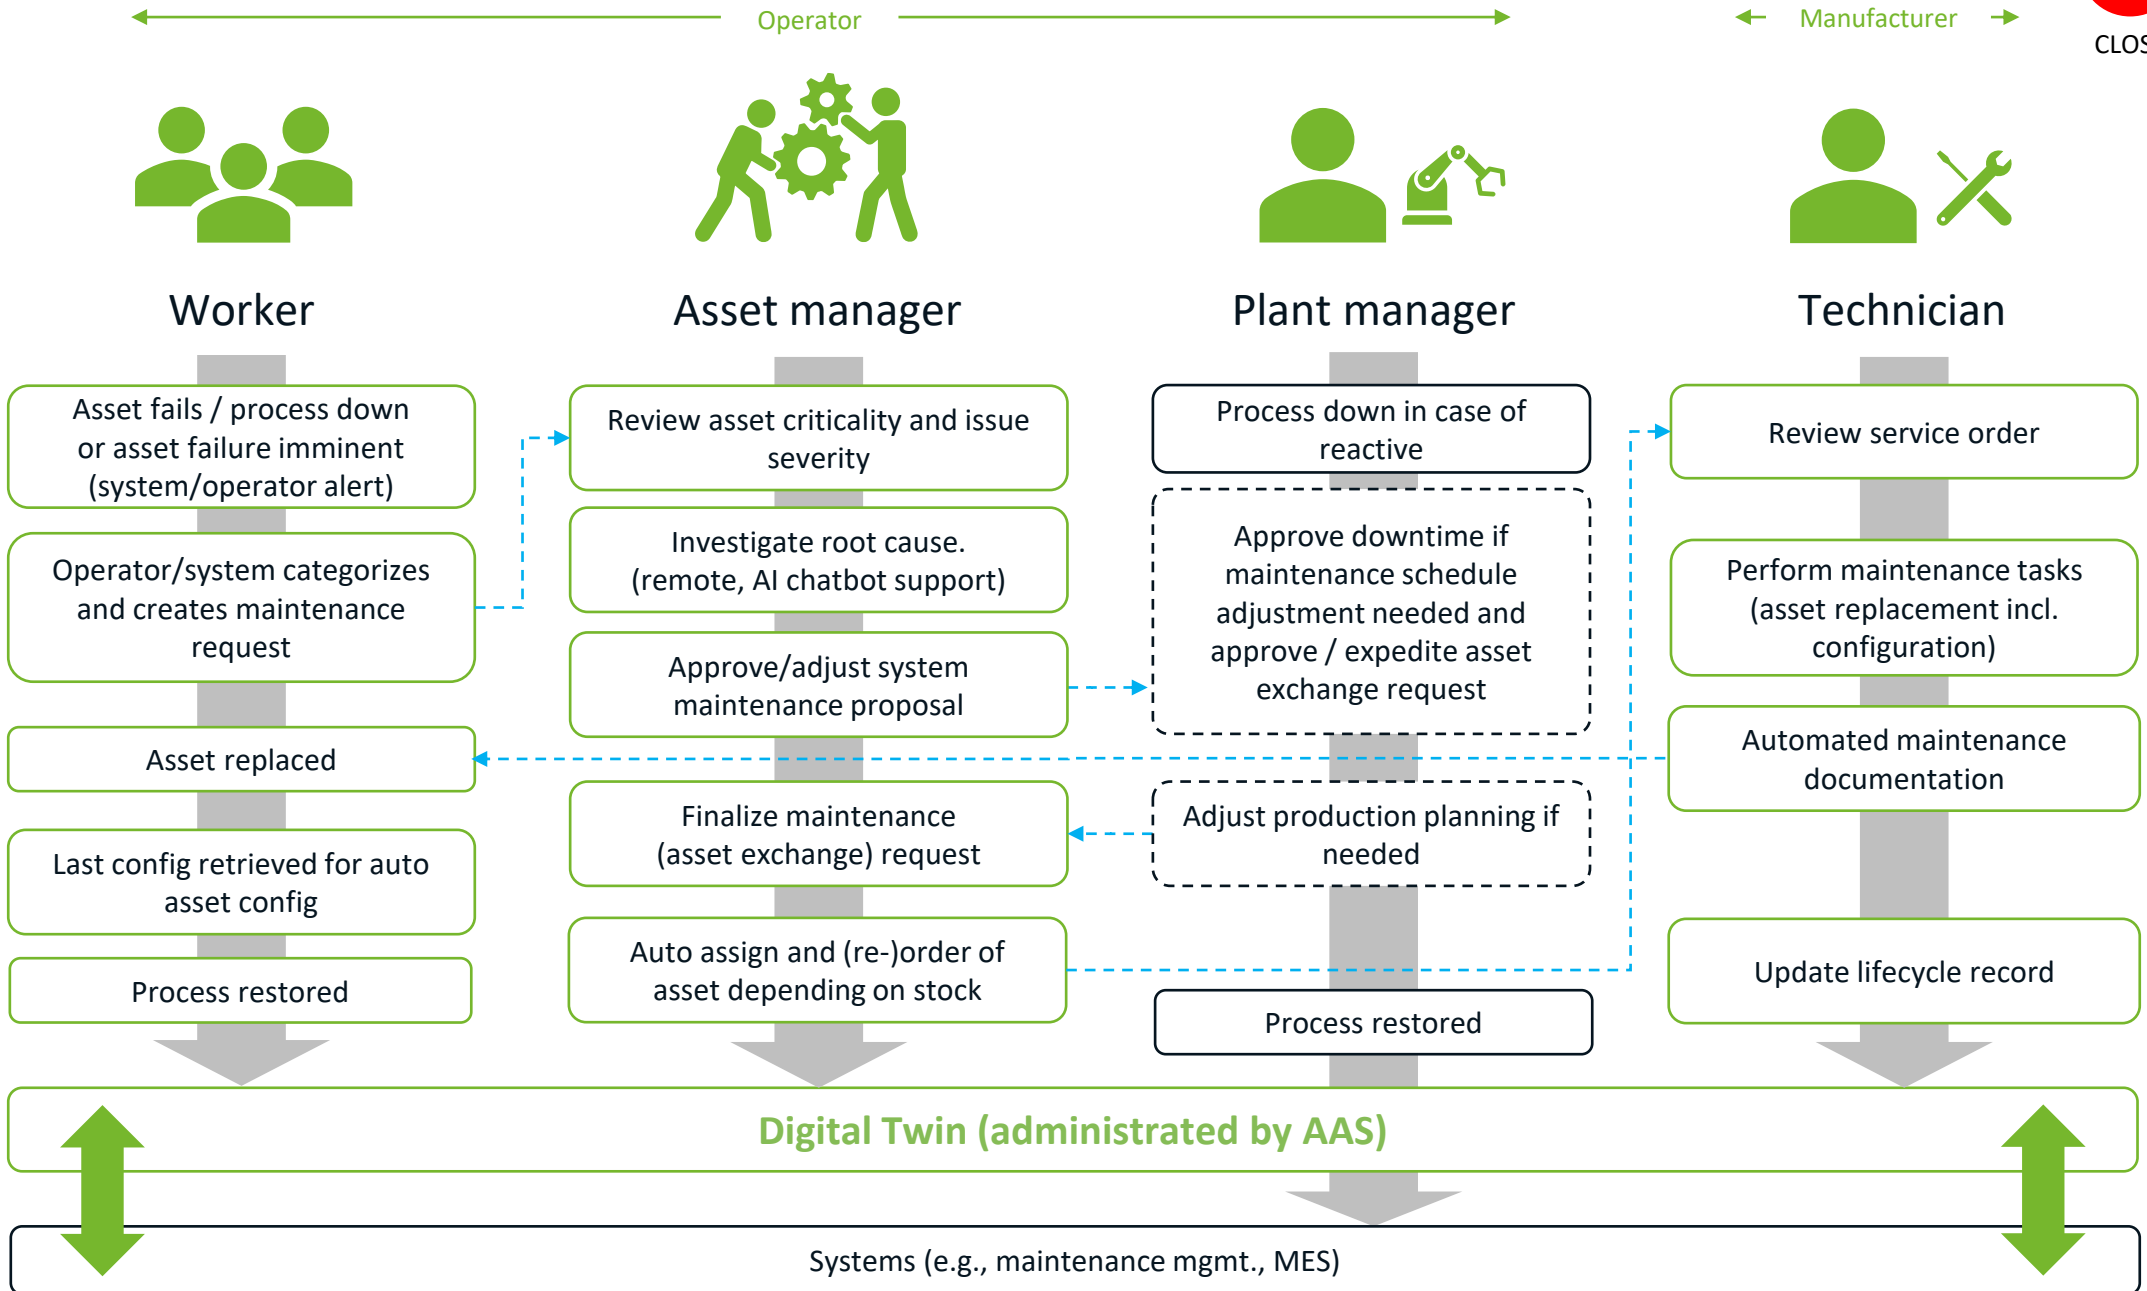 Operator
Manufacturer
CLOS
Worker
Asset manager
Plant manager
Technician
Asset fails / process down
or asset failure imminent
(system/operator alert)
Operator/system categorizes
and creates maintenance
request
Asset replaced
Last config retrieved for auto
asset config
Process restored
Review asset criticality and issue
severity
Investigate root cause.
(remote, AI chatbot support)
Approve/adjust system
maintenance proposal
Finalize maintenance
(asset exchange) request
Auto assign and (re-)order of
asset depending on stock
Process down in case of
reactive
Approve downtime if
maintenance schedule
adjustment needed and
approve / expedite asset
exchange request
Adjust production planning if
needed
Process restored
Review service order
Perform maintenance tasks
(asset replacement incl.
configuration)
Automated maintenance
documentation
Update lifecycle record
Digital Twin (administrated by AAS)
Systems (e.g., maintenance mgmt., MES)